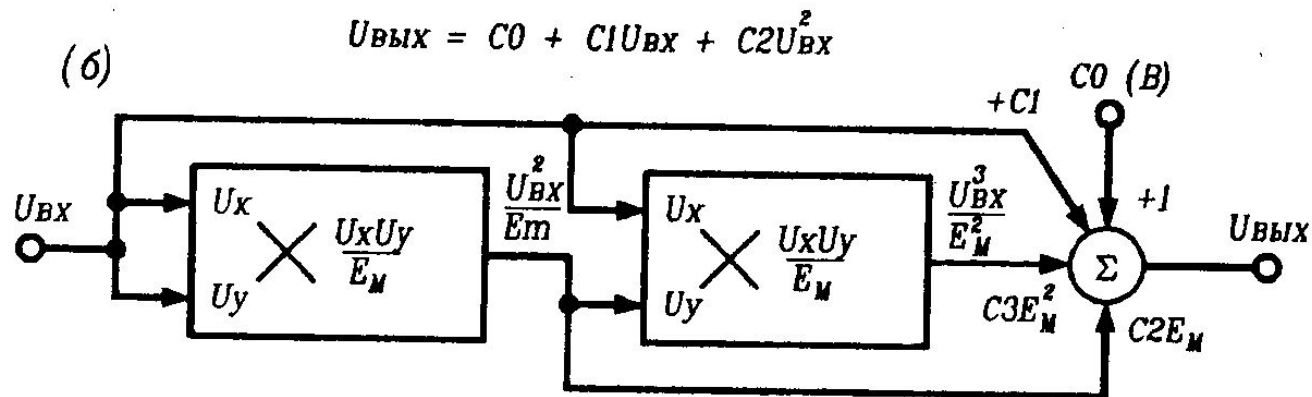 Uвых = C0 + C1Uвх + C2U²вх
(б)
+C1
C0 (В)
Uвх
Ux
UxUy
Eм
Uy
U²вх
Em
Ux
UxUy
Eм
Uy
U³вх
E²м
+1
Σ
Uвых
C3E²м
C2Eм